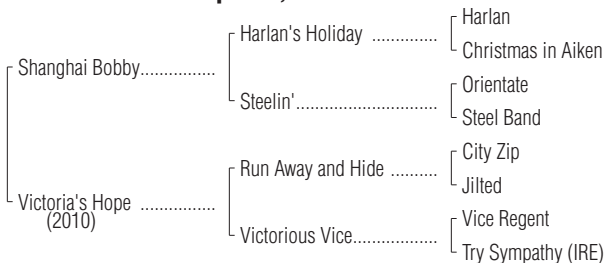 Harlan
Harlan's Holiday ..............
Christmas in Aiken
Shanghai Bobby................
Orientate
Steelin'..............................
Steel Band
City Zip
Run Away and Hide ..........
Jilted
Victoria's Hope ................
(2010)
Vice Regent
Victorious Vice..................
Try Sympathy (IRE)